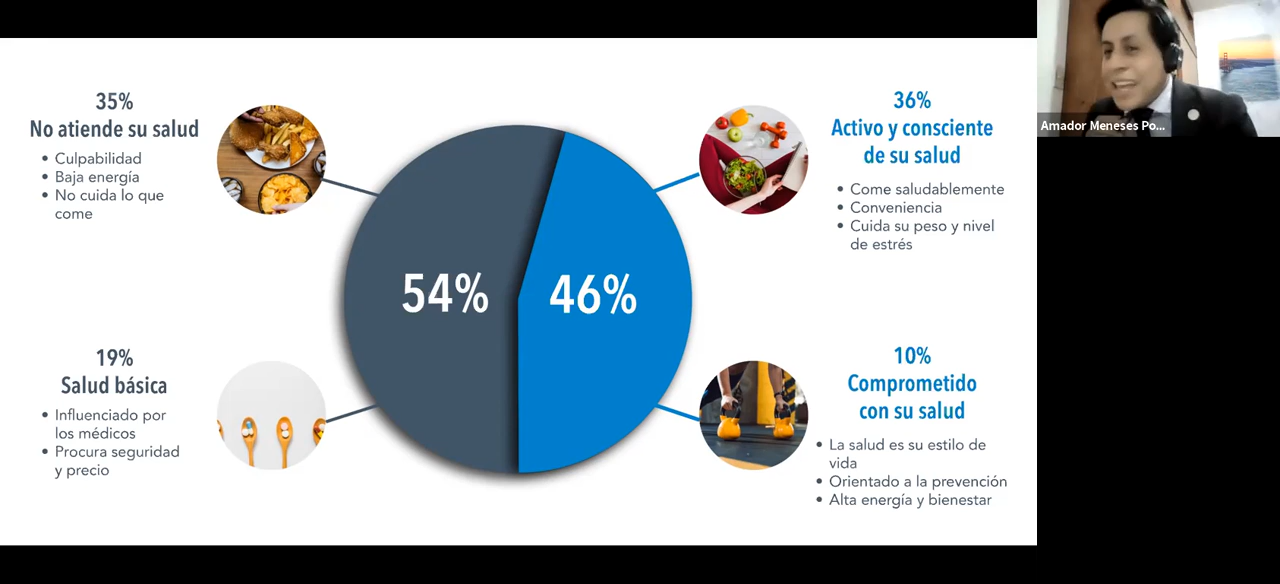 35%
No atiende su salud
• Culpabilidad
• Baja energía
• No cuida lo que
come
19%
Salud básica
• Influenciado por
los médicos
• Procura seguridad
y precio
54%
46%
36%
Activo y consciente
de su salud
• Come saludablemente
• Conveniencia
• Cuida su peso y nivel
de estrés
10%
Comprometido
con su salud
• La salud es su estilo de
vida
• Orientado a la prevención
• Alta energía y bienestar
Amador Meneses Po...